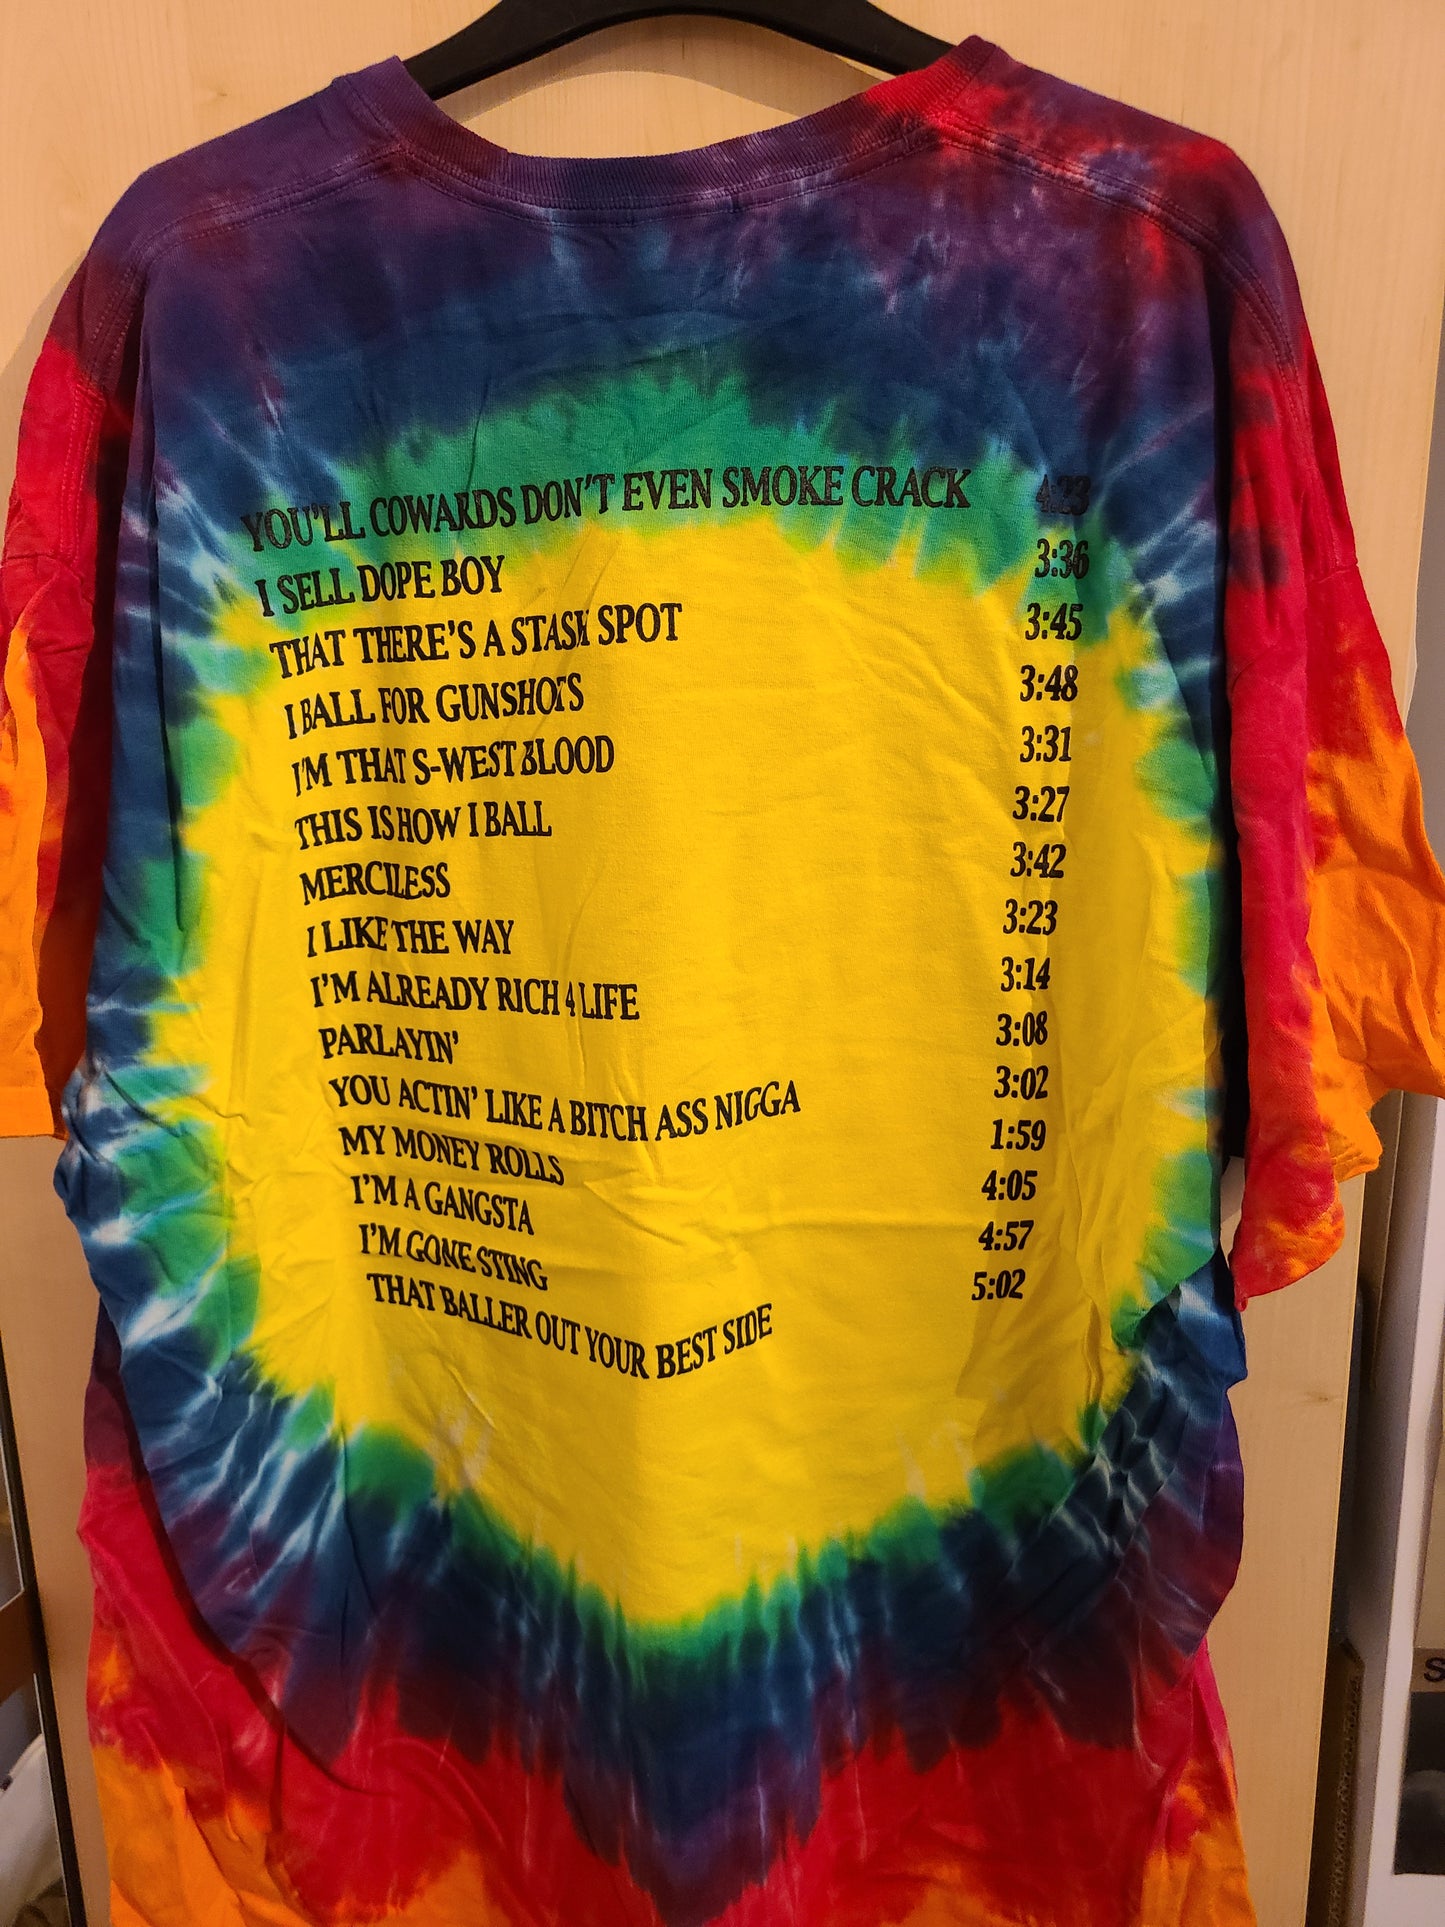 YOU'LL COWARDS DON'T EVEN SMOKE CRACK 4:23
I SELL DOPE BOY 3:36
THAT THERE'S A STASH SPOT 3:45
I BALL FOR GUNSHOTS 3:48
I'M THAT S-WEST BLOOD 3:31
THIS IS HOW I BALL 3:27
MERCILESS 3:42
I LIKE THE WAY 3:23
I'M ALREADY RICH 4 LIFE 3:14
PARLAYIN' 3:08
YOU ACTIN' LIKE A BITCH ASS NIGGA 3:02
MY MONEY ROLLS 1:59
I'M A GANGSTA 4:05
I'M GONE STING 4:57
THAT BALLER OUT YOUR BEST SIDE 5:02
S